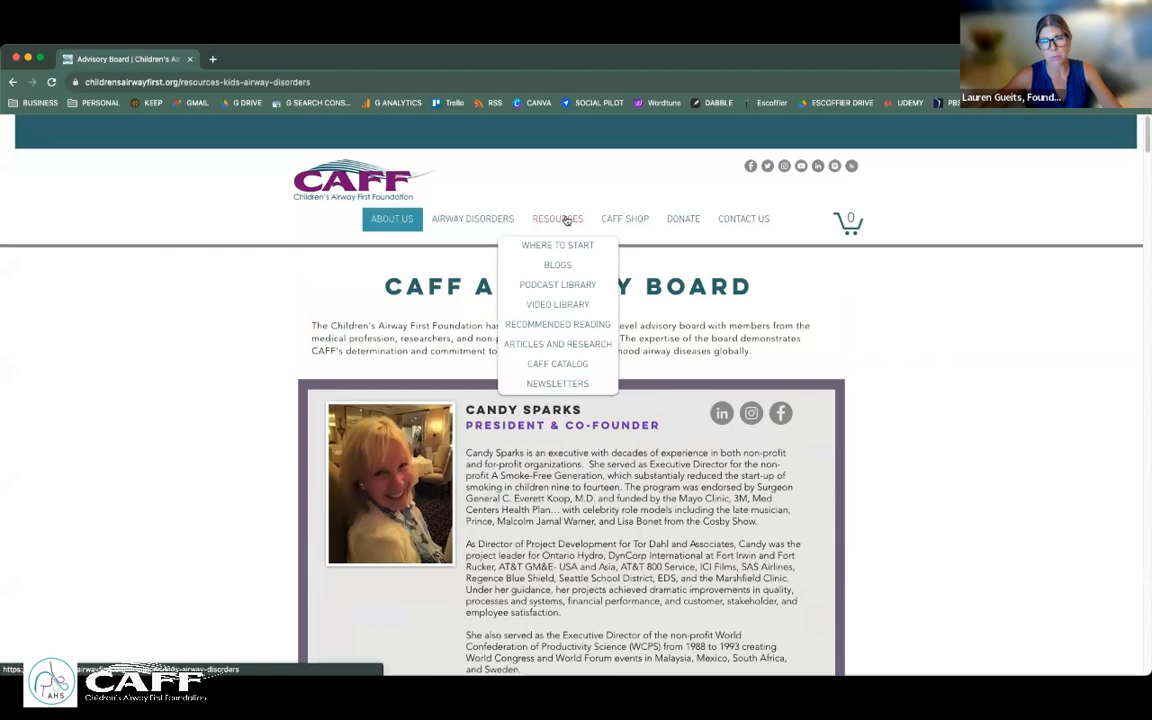 Advisory Board | Children's Ai
childrensairwayfirst.org/resources-kids-airway-disorders
BUSINESS PERSONAL KEEP GMAIL G DRIVE G SEARCH CONS... G ANALYTICS Trello RSS CANVA SOCIAL PILOT Wordtune DABBLE Escoffier ESCOFFIER DRIVE UDEMY
Lauren Gueits, Found...
CAFF
Children's Airway First Foundation
ABOUT US AIRWAY DISORDERS RESOURCES CAFF SHOP DONATE CONTACT US 0
WHERE TO START
BLOGS
PODCAST LIBRARY
VIDEO LIBRARY
RECOMMENDED READING
ARTICLES AND RESEARCH
CAFF CATALOG
NEWSLETTERS
CAFF A Y BOARD
The Children's Airway First Foundation has level advisory board with members from the
medical profession, researchers, and non- The expertise of the board demonstrates
CAFF's determination and commitment to hood airway diseases globally.
CANDY SPARKS
PRESIDENT & CO-FOUNDER
Candy Sparks is an executive with decades of experience in both non-profit
and for-profit organizations. She served as Executive Director for the non-
profit A Smoke-Free Generation, which substantialy reduced the start-up of
smoking in children nine to fourteen. The program was endorsed by Surgeon
General C. Everett Koop, M.D. and funded by the Mayo Clinic, 3M, Med
Centers Health Plan... with celebrity role models including the late musician,
Prince, Malcolm Jamal Warner, and Lisa Bonet from the Cosby Show.
As Director of Project Development for Tor Dahl and Associates, Candy was the
project leader for Ontario Hydro, DynCorp International at Fort Irwin and Fort
Rucker, AT&T GM&E- USA and Asia, AT&T 800 Service, ICI Films, SAS Airlines,
Regence Blue Shield, Seattle School District, EDS, and the Marshfield Clinic.
Under her guidance, her projects achieved dramatic improvements in quality,
processes and systems, financial performance, and customer, stakeholder, and
employee satisfaction.
She also served as the Executive Director of the non-profit World
Confederation of Productivity Science (WCPS) from 1988 to 1993 creating
World Congress and World Forum events in Malaysia, Mexico, South Africa,
and Sweden.
AHS
CAFF
Children's Airway First Foundation